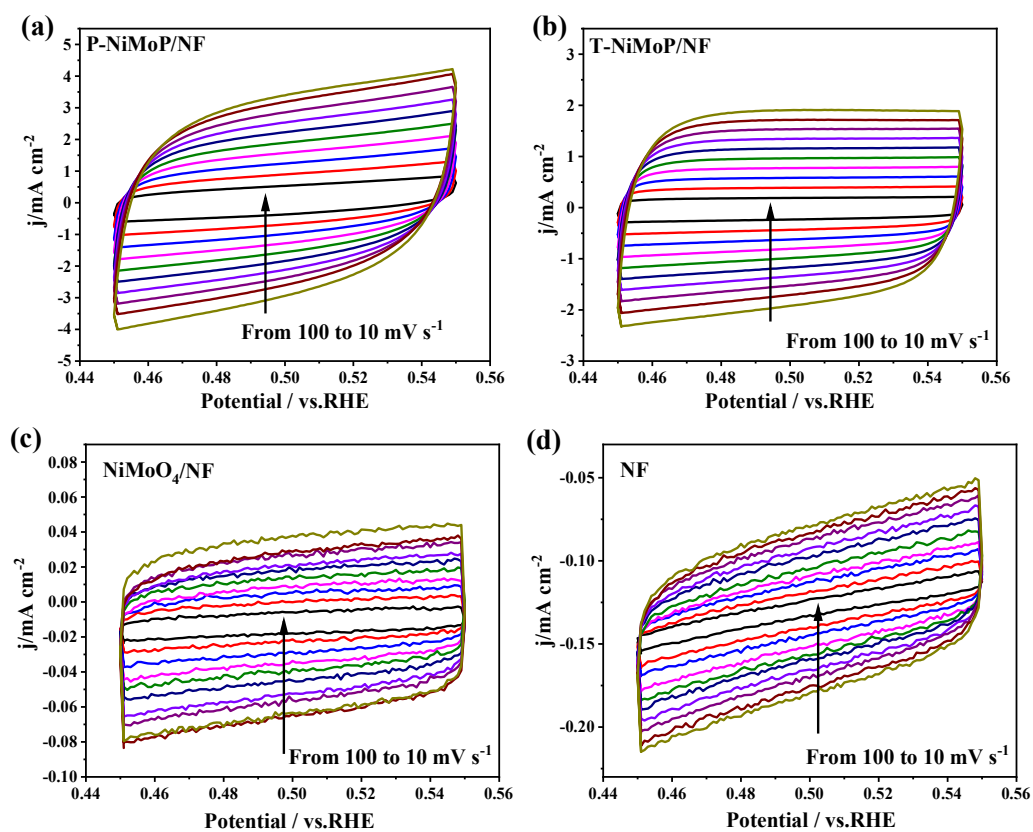 (a)
P-NiMoP/NF
5
4
3
2
1
0
-1
-2
-3
-4
-5
j/mA cm-2
From 100 to 10 mV s-1
0.44 0.46 0.48 0.50 0.52 0.54 0.56
Potential / vs.RHE
(b)
T-NiMoP/NF
3
2
1
0
-1
-2
-3
j/mA cm-2
From 100 to 10 mV s-1
0.44 0.46 0.48 0.50 0.52 0.54 0.56
Potential / vs.RHE
(c)
NiMoO4/NF
0.08
0.06
0.04
0.02
0.00
-0.02
-0.04
-0.06
-0.08
-0.10
j/mA cm-2
From 100 to 10 mV s-1
0.44 0.46 0.48 0.50 0.52 0.54 0.56
Potential / vs.RHE
(d)
NF
-0.05
-0.10
-0.15
-0.20
j/mA cm-2
From 100 to 10 mV s-1
0.44 0.46 0.48 0.50 0.52 0.54 0.56
Potential / vs.RHE